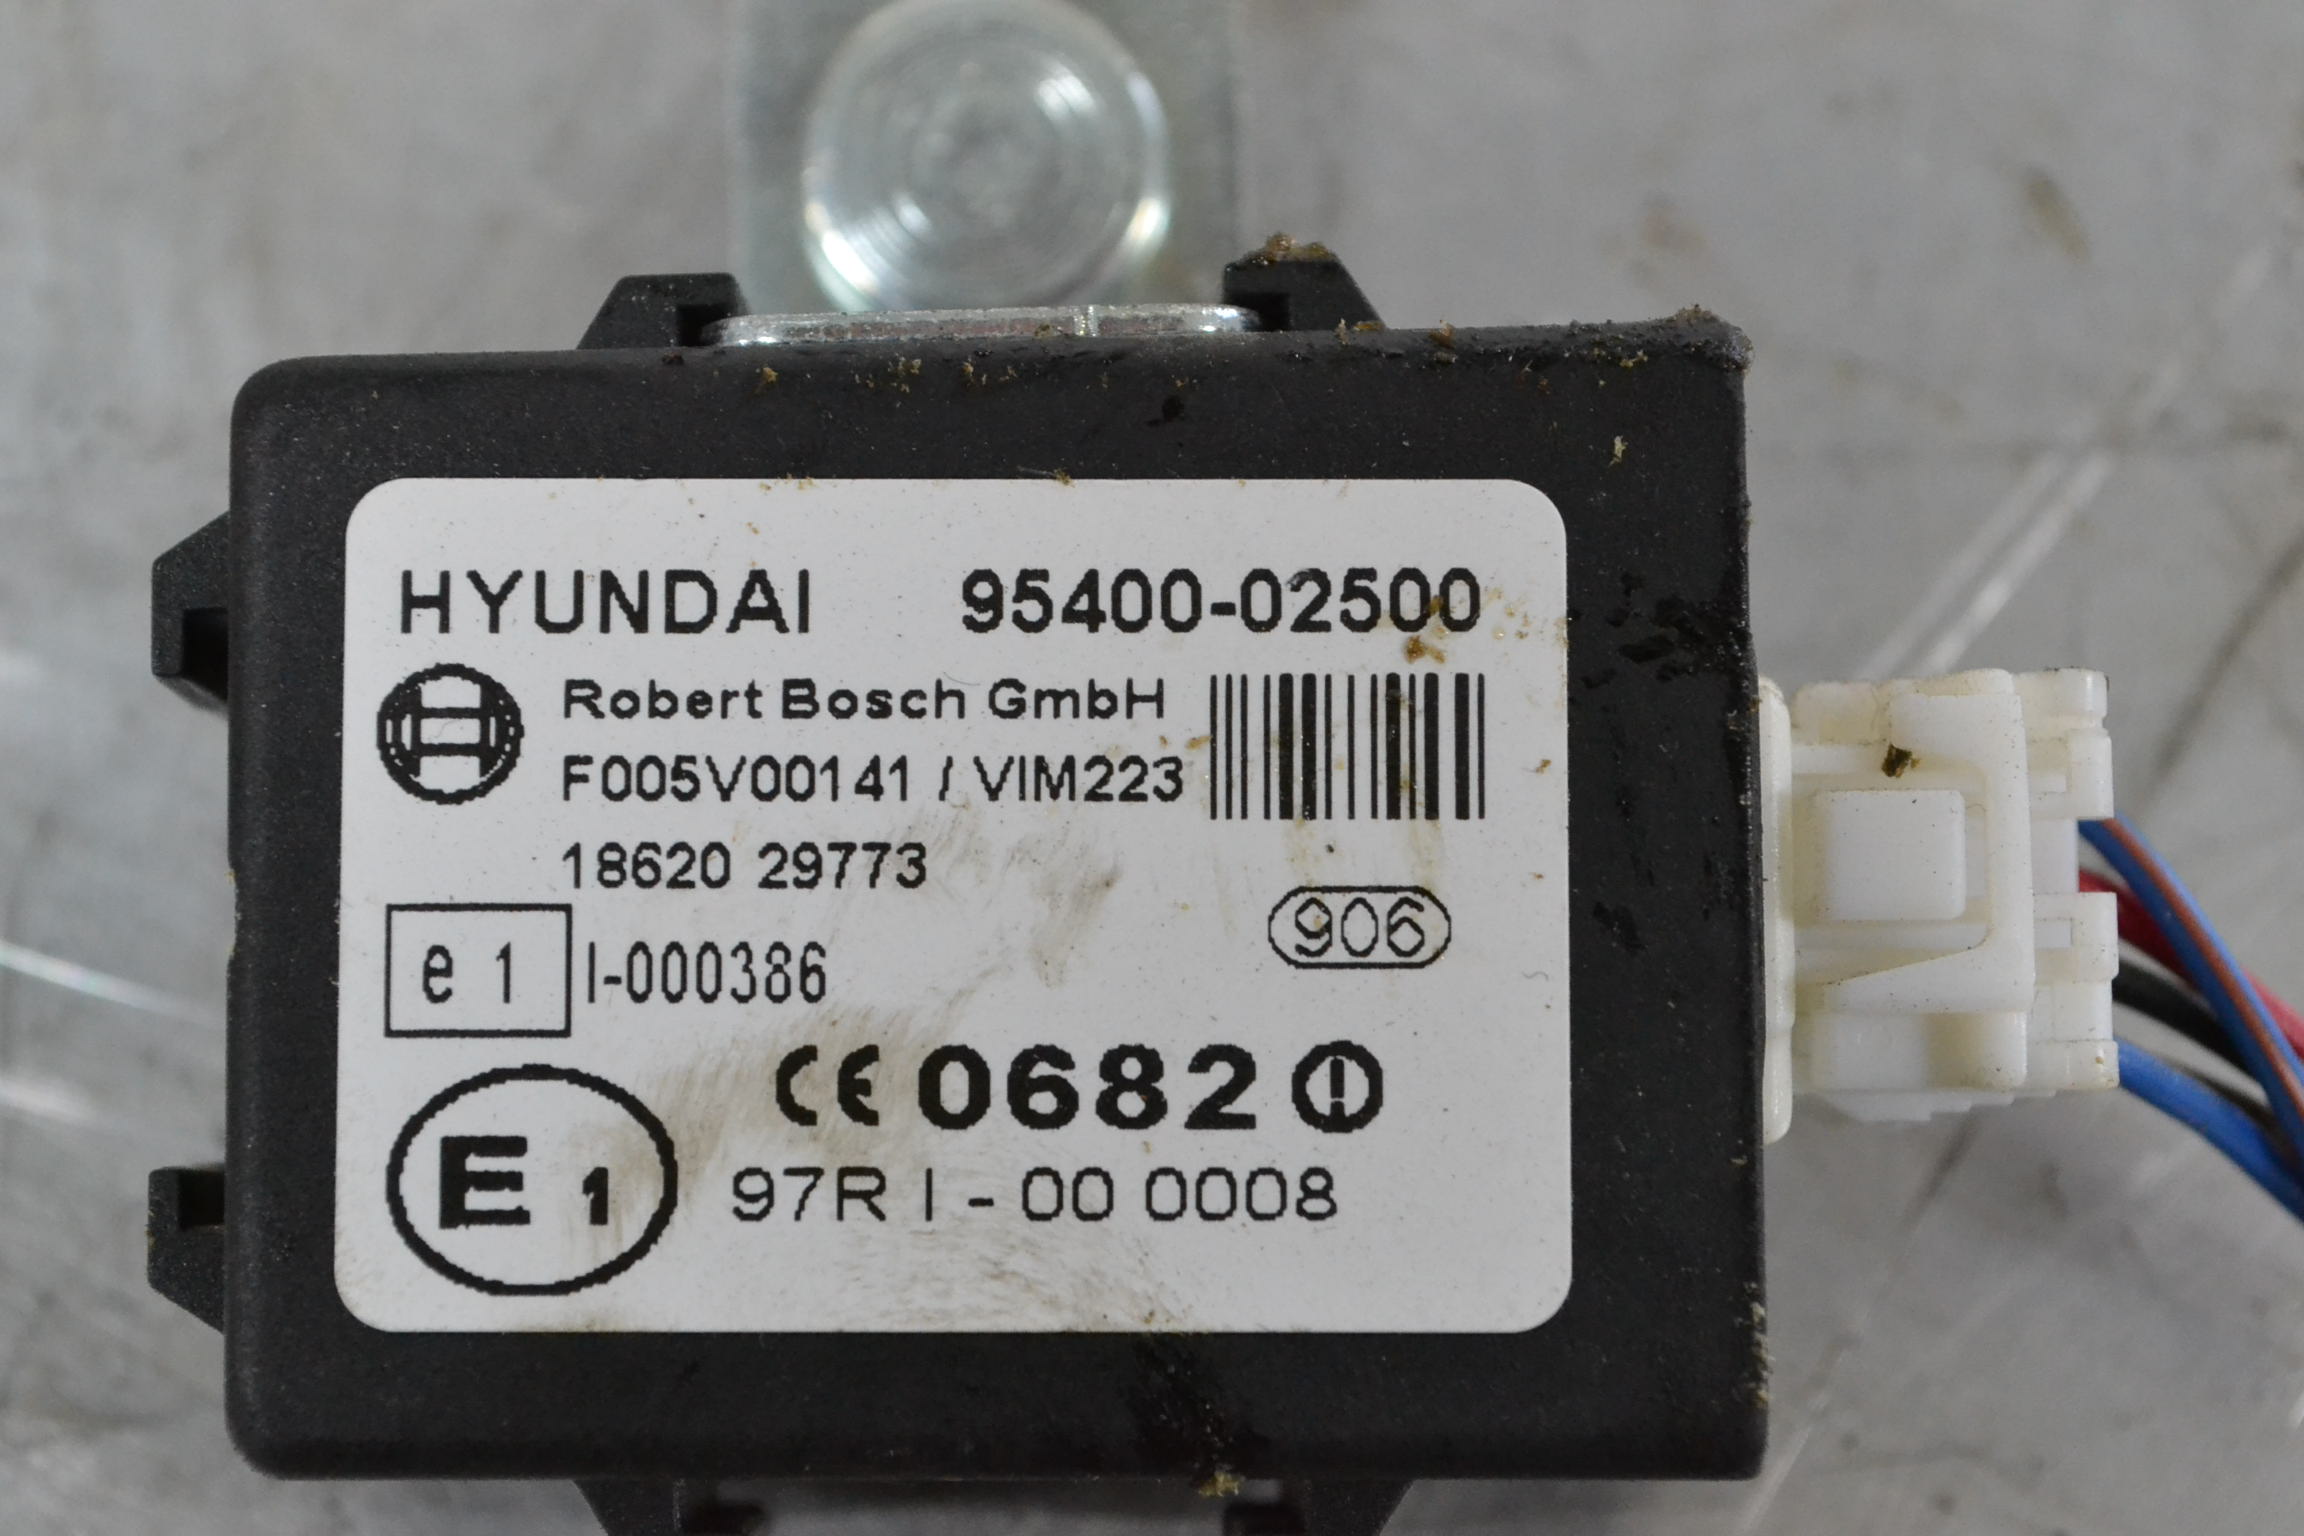 HYUNDAI 95400-02500
Robert Bosch GmbH
F005V00141 / VIM223
18620 29773
906
e 1 I-000386
CE 0682
E 1 97R I - 00 0008